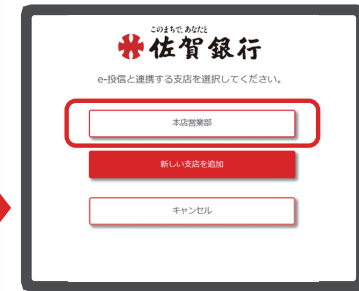 このまちで、あなたと
佐賀銀行
e-投信と連携する支店を選択してください。
本店営業部
新しい支店を追加
キャンセル